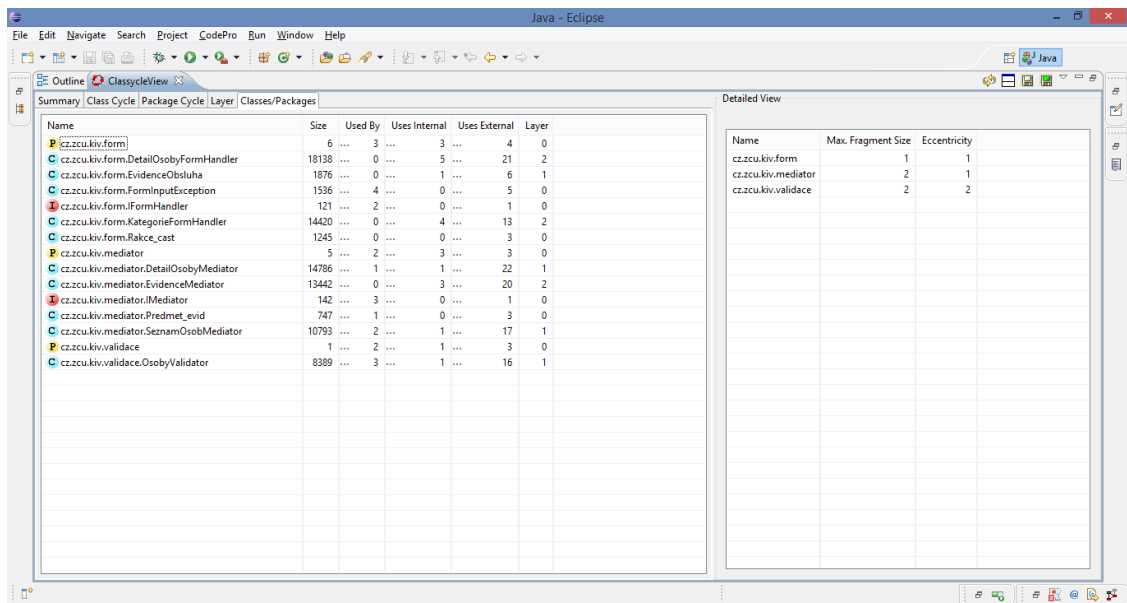 Java - Eclipse
File Edit Navigate Search Project CodePro Run Window Help
Java
Outline ClassycleView
Summary Class Cycle Package Cycle Layer Classes/Packages
Detailed View
Name Size Used By Uses Internal Uses External Layer
cz.zcu.kiv.form 6 ... 3 ... 3 ... 4 0
cz.zcu.kiv.form.DetailOsobyFormHandler 18138 ... 0 ... 5 ... 21 2
cz.zcu.kiv.form.EvidenceObsluha 1876 ... 0 ... 1 ... 6 1
cz.zcu.kiv.form.FormInputException 1536 ... 4 ... 0 ... 5 0
cz.zcu.kiv.form.IFormHandler 121 ... 2 ... 0 ... 1 0
cz.zcu.kiv.form.KategorieFormHandler 14420 ... 0 ... 4 ... 13 2
cz.zcu.kiv.form.Rakce_cast 1245 ... 0 ... 0 ... 3 0
cz.zcu.kiv.mediator 5 ... 2 ... 3 ... 3 0
cz.zcu.kiv.mediator.DetailOsobyMediator 14786 ... 1 ... 1 ... 22 1
cz.zcu.kiv.mediator.EvidenceMediator 13442 ... 0 ... 3 ... 20 2
cz.zcu.kiv.mediator.IMediator 142 ... 3 ... 0 ... 1 0
cz.zcu.kiv.mediator.Predmet_evid 747 ... 1 ... 0 ... 3 0
cz.zcu.kiv.mediator.SeznamOsobMediator 10793 ... 2 ... 1 ... 17 1
cz.zcu.kiv.validace 1 ... 2 ... 1 ... 3 0
cz.zcu.kiv.validace.OsobyValidator 8389 ... 3 ... 1 ... 16 1
Name Max. Fragment Size Eccentricity
cz.zcu.kiv.form 1 1
cz.zcu.kiv.mediator 2 1
cz.zcu.kiv.validace 2 2